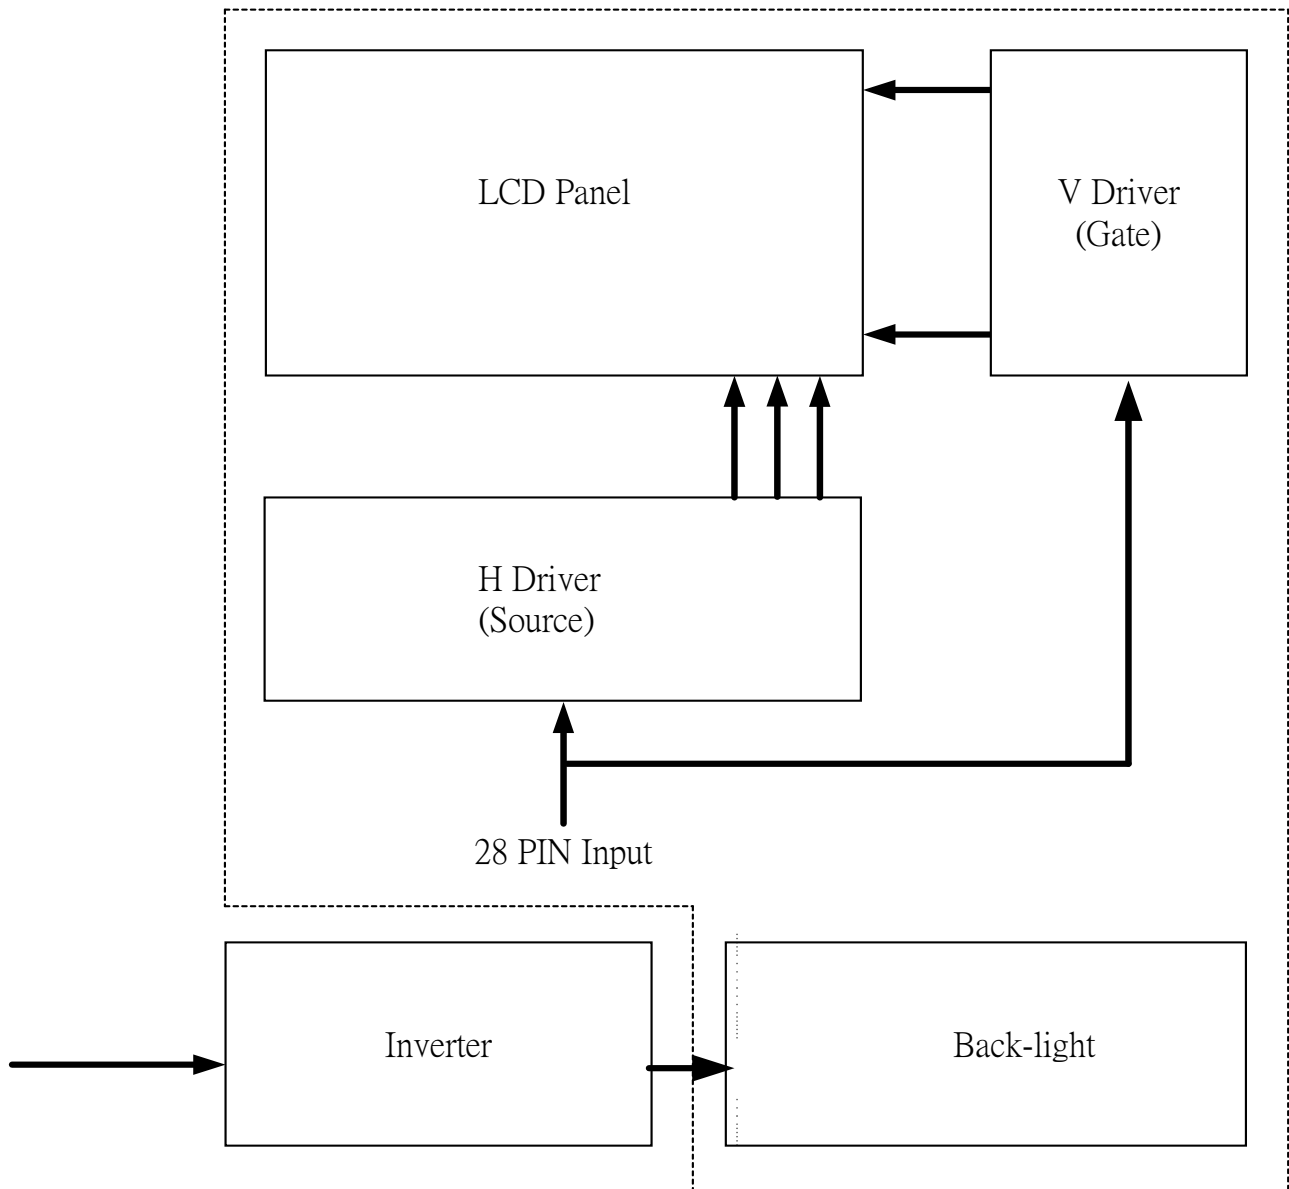 LCD Panel
V Driver
(Gate)
H Driver
(Source)
28 PIN Input
Inverter
Back-light